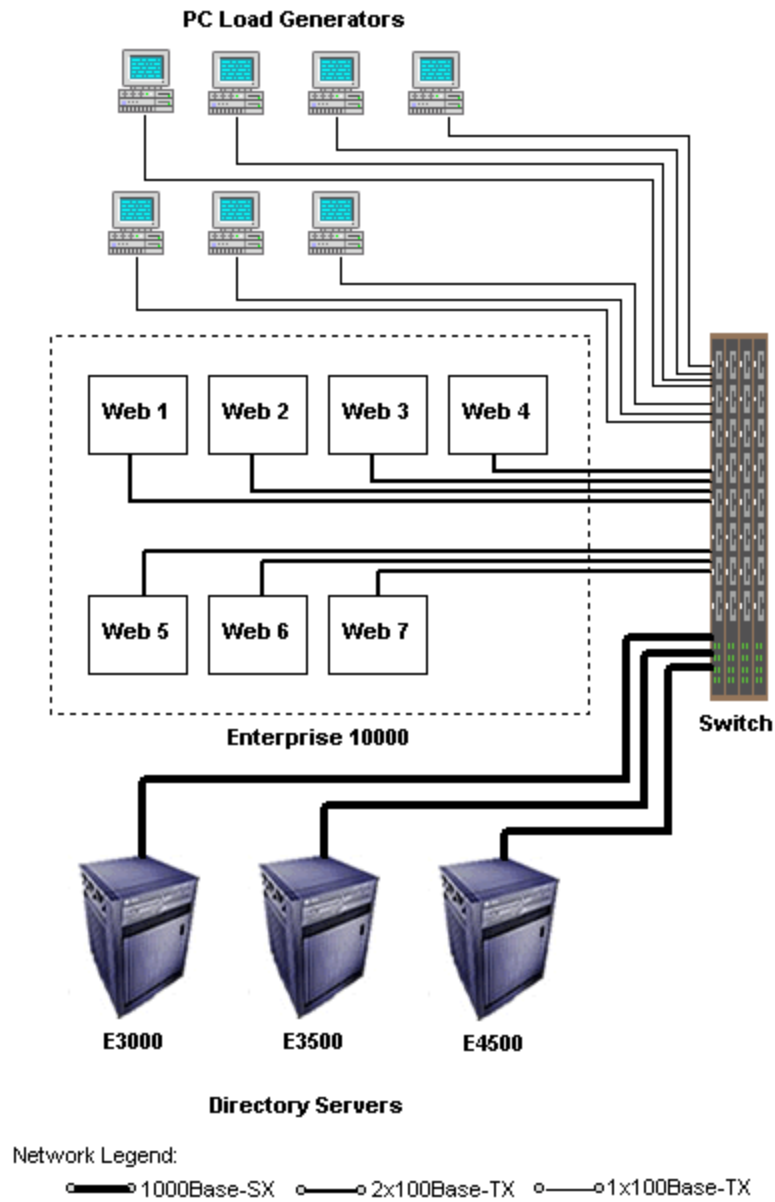 PC Load Generators
Web 1
Web 2
Web 3
Web 4
Web 5
Web 6
Web 7
Switch
Enterprise 10000
E3000
E3500
E4500
Directory Servers
Network Legend:
1000Base-SX 2x100Base-TX 1x100Base-TX